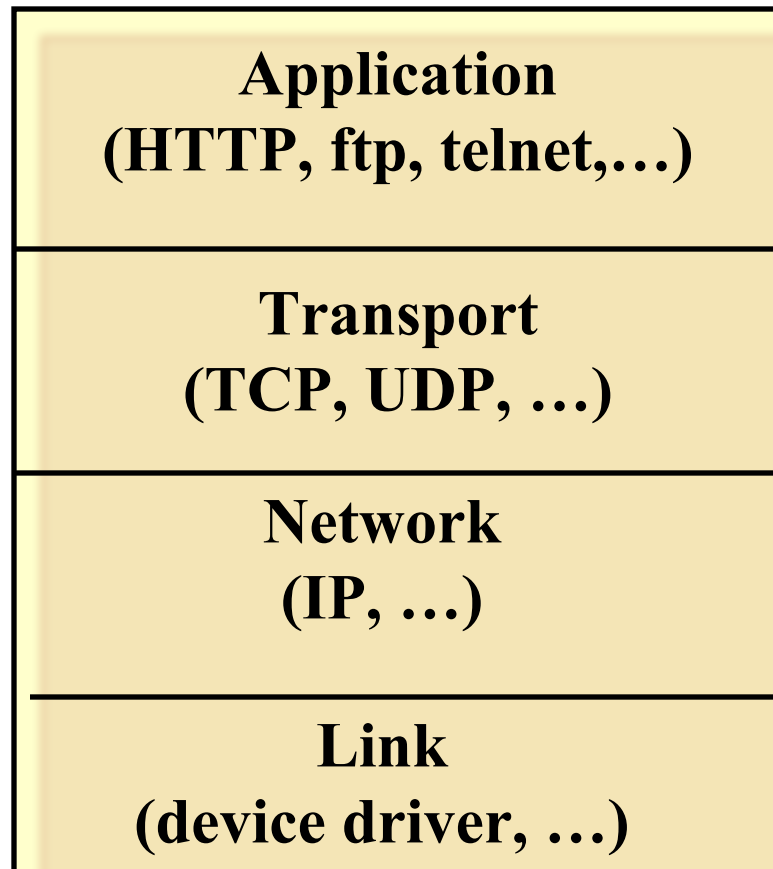 Application
(HTTP, ftp, telnet,…)
Transport
(TCP, UDP, …)
Network
(IP, …)
Link
(device driver, …)